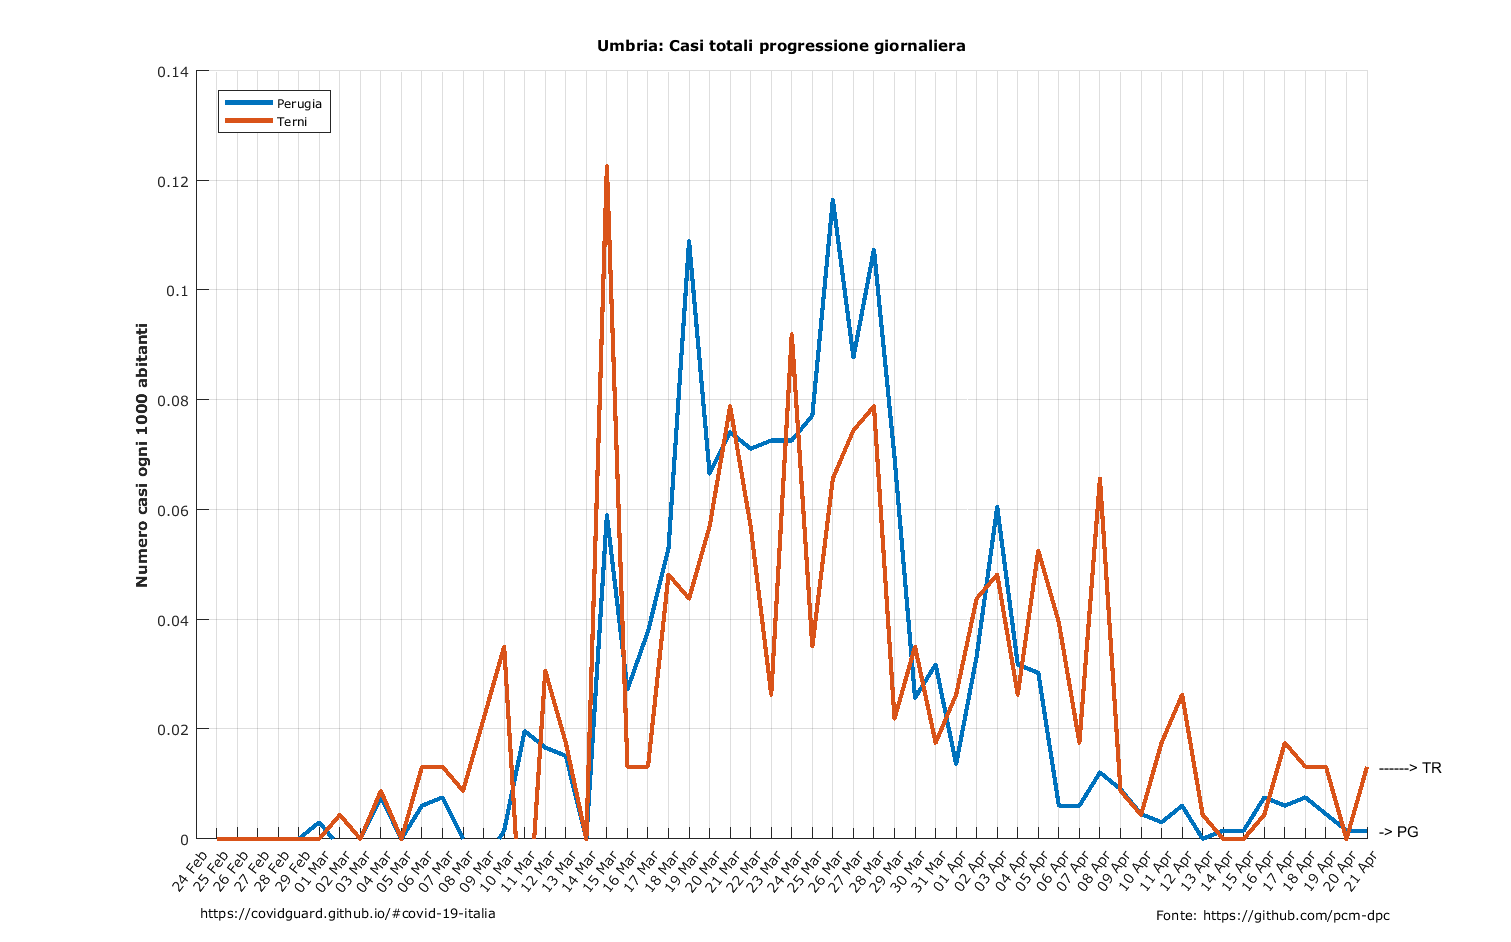 Umbria: Casi totali progressione giornaliera
0.14
0.12
0.1
0.08
0.06
0.04
0.02
0
Numero casi ogni 1000 abitanti
Perugia
Terni
------> TR
-> PG
24 Feb
25 Feb
26 Feb
27 Feb
28 Feb
29 Feb
01 Mar
02 Mar
03 Mar
04 Mar
05 Mar
06 Mar
07 Mar
08 Mar
09 Mar
10 Mar
11 Mar
12 Mar
13 Mar
14 Mar
15 Mar
16 Mar
17 Mar
18 Mar
19 Mar
20 Mar
21 Mar
22 Mar
23 Mar
24 Mar
25 Mar
26 Mar
27 Mar
28 Mar
29 Mar
30 Mar
31 Mar
01 Apr
02 Apr
03 Apr
04 Apr
05 Apr
06 Apr
07 Apr
08 Apr
09 Apr
10 Apr
11 Apr
12 Apr
13 Apr
14 Apr
15 Apr
16 Apr
17 Apr
18 Apr
19 Apr
20 Apr
21 Apr
https://covidguard.github.io/#covid-19-italia
Fonte: https://github.com/pcm-dpc